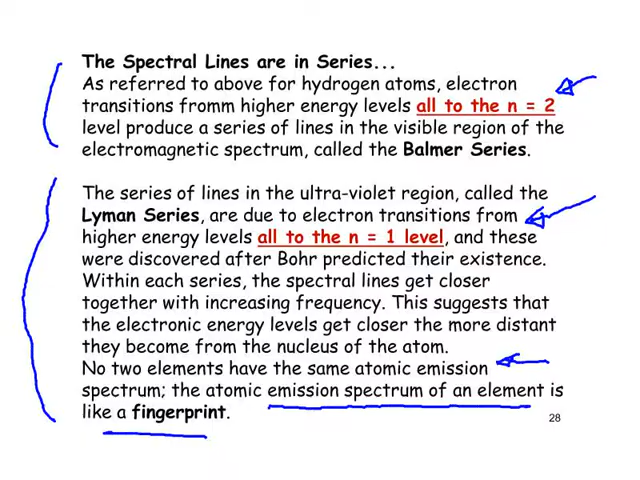 The Spectral Lines are in Series...
As referred to above for hydrogen atoms, electron
transitions fromm higher energy levels all to the n = 2
level produce a series of lines in the visible region of the
electromagnetic spectrum, called the Balmer Series.
The series of lines in the ultra-violet region, called the
Lyman Series, are due to electron transitions from
higher energy levels all to the n = 1 level, and these
were discovered after Bohr predicted their existence.
Within each series, the spectral lines get closer
together with increasing frequency. This suggests that
the electronic energy levels get closer the more distant
they become from the nucleus of the atom.
No two elements have the same atomic emission
spectrum; the atomic emission spectrum of an element is
like a fingerprint.
28